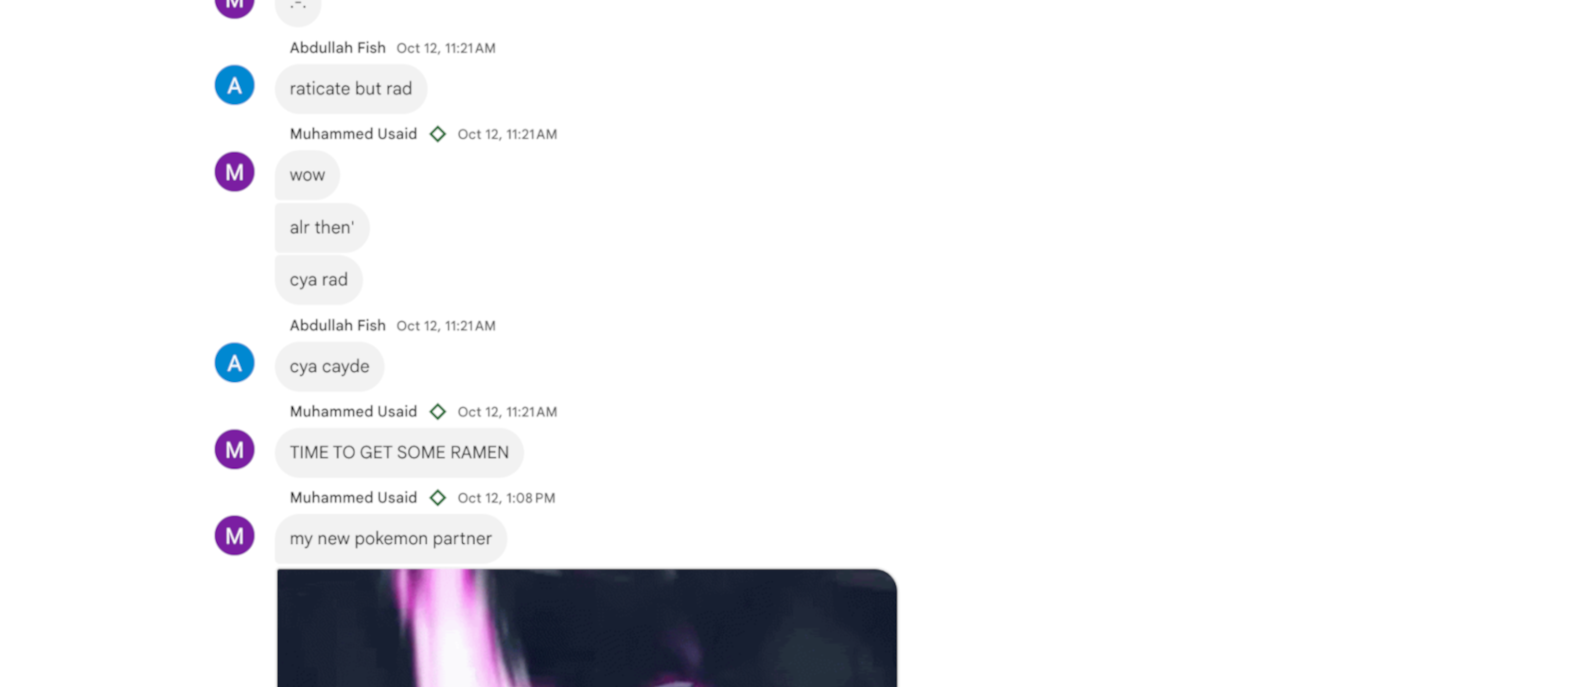 M
.-.
Abdullah Fish Oct 12, 11:21 AM
A
raticate but rad
Muhammed Usaid Oct 12, 11:21 AM
M
wow
alr then'
cya rad
Abdullah Fish Oct 12, 11:21 AM
A
cya cayde
Muhammed Usaid Oct 12, 11:21 AM
M
TIME TO GET SOME RAMEN
Muhammed Usaid Oct 12, 1:08 PM
M
my new pokemon partner